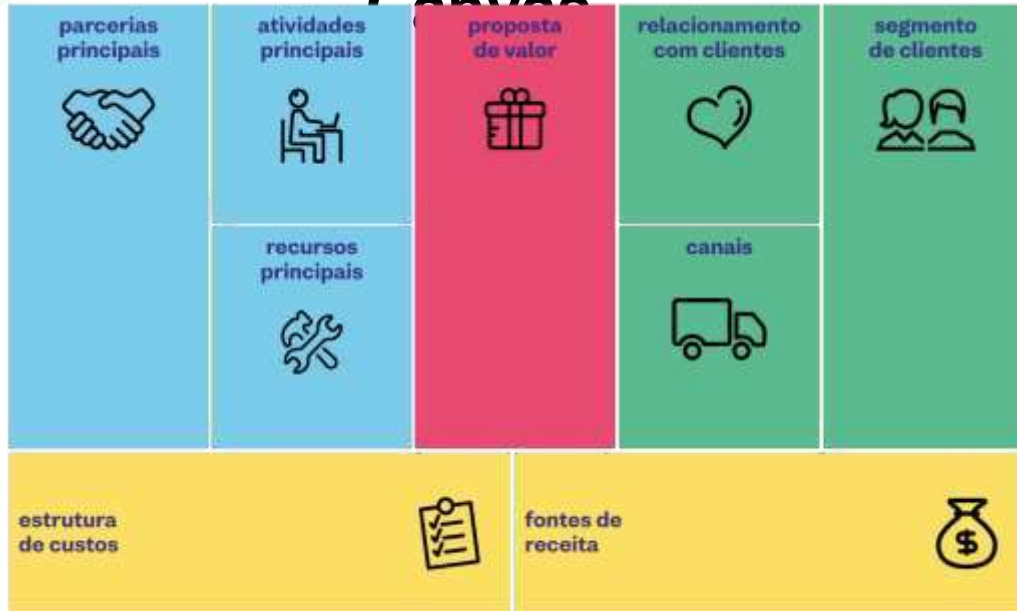 Canvas
parcerias
principais
atividades
principais
proposta
de valor
relacionamento
com clientes
segmento
de clientes
recursos
principais
canais
estrutura
de custos
fontes de
receita
$